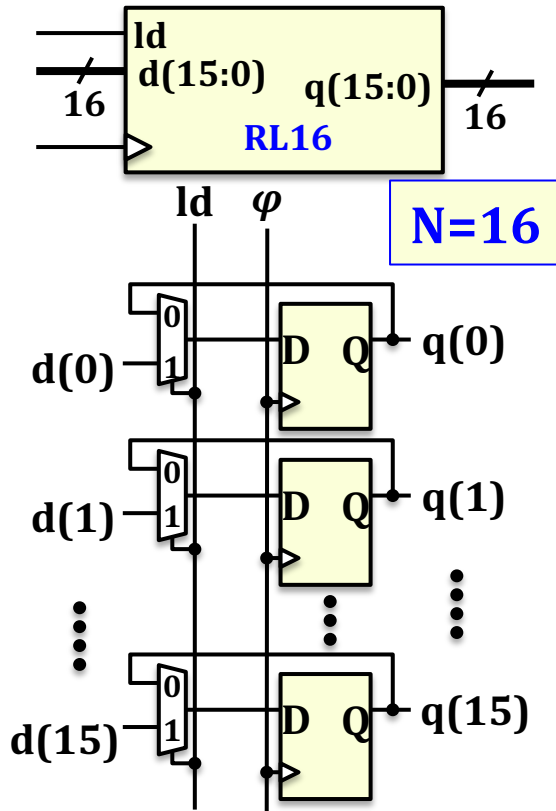 ld
d(15:0)
16
q(15:0)
16
RL16
ld φ
N=16
0
1
d(0)
D Q
q(0)
0
1
d(1)
D Q
q(1)
0
1
d(15)
D Q
q(15)